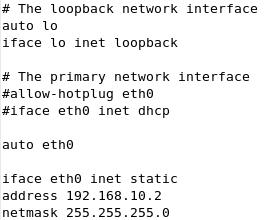 # The loopback network interface
auto lo
iface lo inet loopback
# The primary network interface
#allow-hotplug eth0
#iface eth0 inet dhcp
auto eth0
iface eth0 inet static
address 192.168.10.2
netmask 255.255.255.0